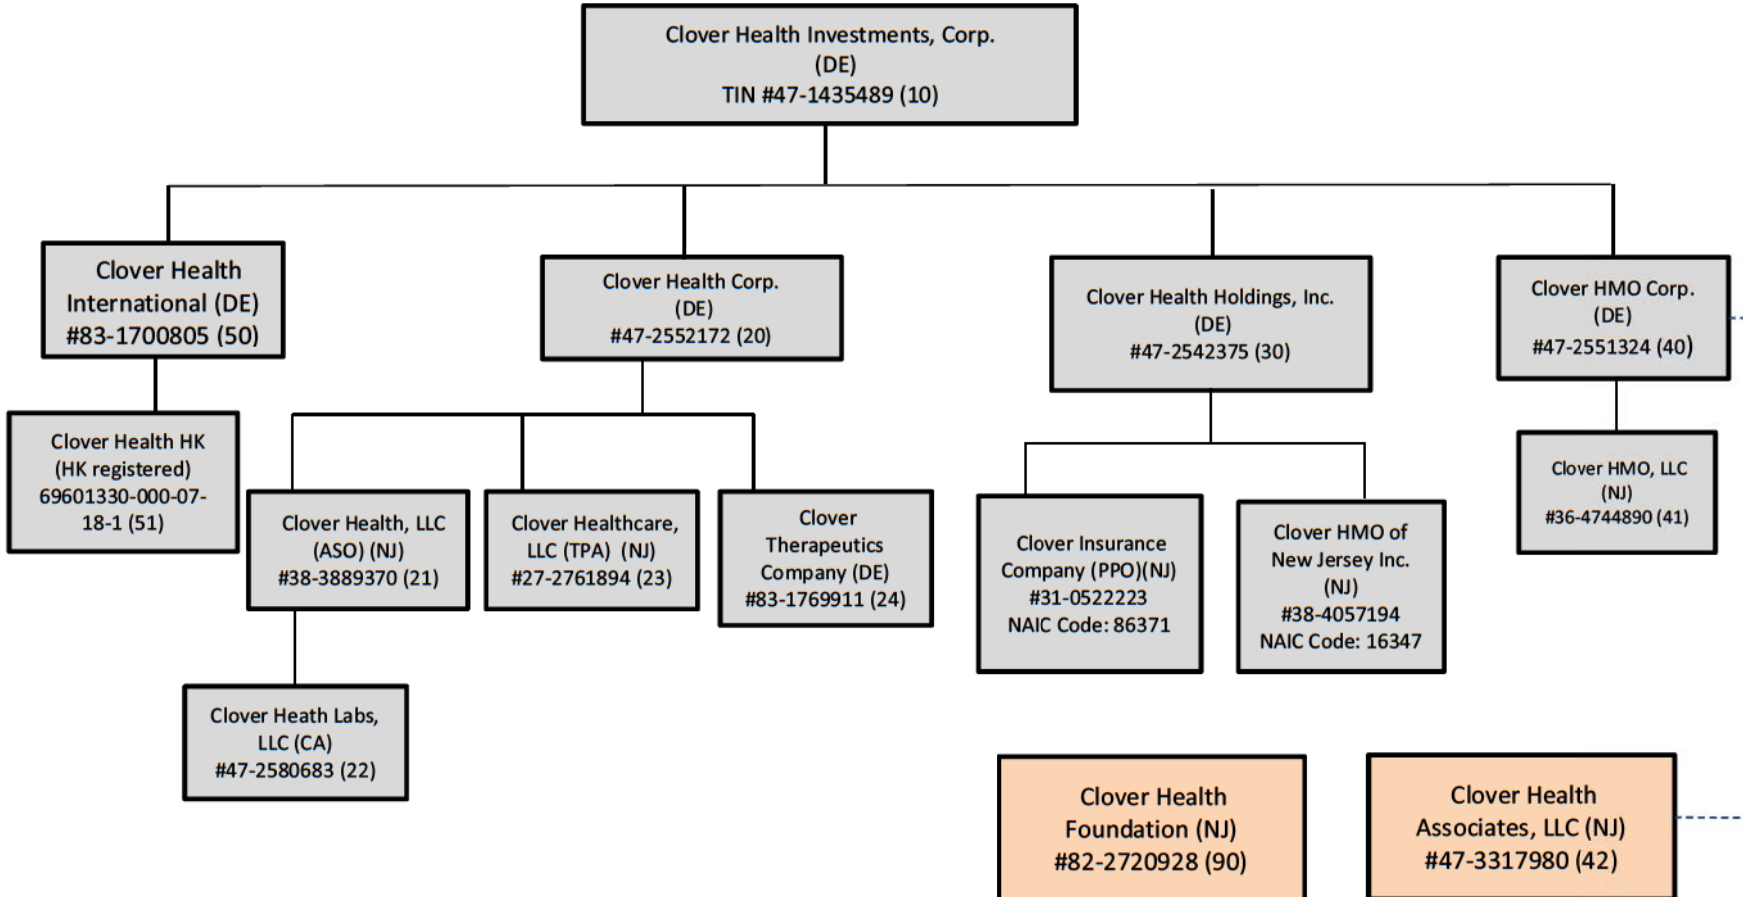 Clover Health Investments, Corp.
(DE)
TIN #47-1435489 (10)
Clover Health
International (DE)
#83-1700805 (50)
Clover Health Corp.
(DE)
#47-2552172 (20)
Clover Health Holdings, Inc.
(DE)
#47-2542375 (30)
Clover HMO Corp.
(DE)
#47-2551324 (40)
Clover Health HK
(HK registered)
69601330-000-07-
18-1 (51)
Clover Health, LLC
(ASO) (NJ)
#38-3889370 (21)
Clover Healthcare,
LLC (TPA) (NJ)
#27-2761894 (23)
Clover
Therapeutics
Company (DE)
#83-1769911 (24)
Clover Insurance
Company (PPO)(NJ)
#31-0522223
NAIC Code: 86371
Clover HMO of
New Jersey Inc.
(NJ)
#38-4057194
NAIC Code: 16347
Clover HMO, LLC
(NJ)
#36-4744890 (41)
Clover Heath Labs,
LLC (CA)
#47-2580683 (22)
Clover Health
Foundation (NJ)
#82-2720928 (90)
Clover Health
Associates, LLC (NJ)
#47-3317980 (42)